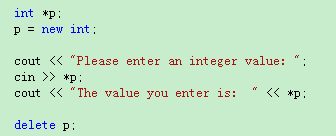 int *p;
p = new int;
cout << "Please enter an integer value: ";
cin >> *p;
cout << "The value you enter is:  " << *p;
delete p;